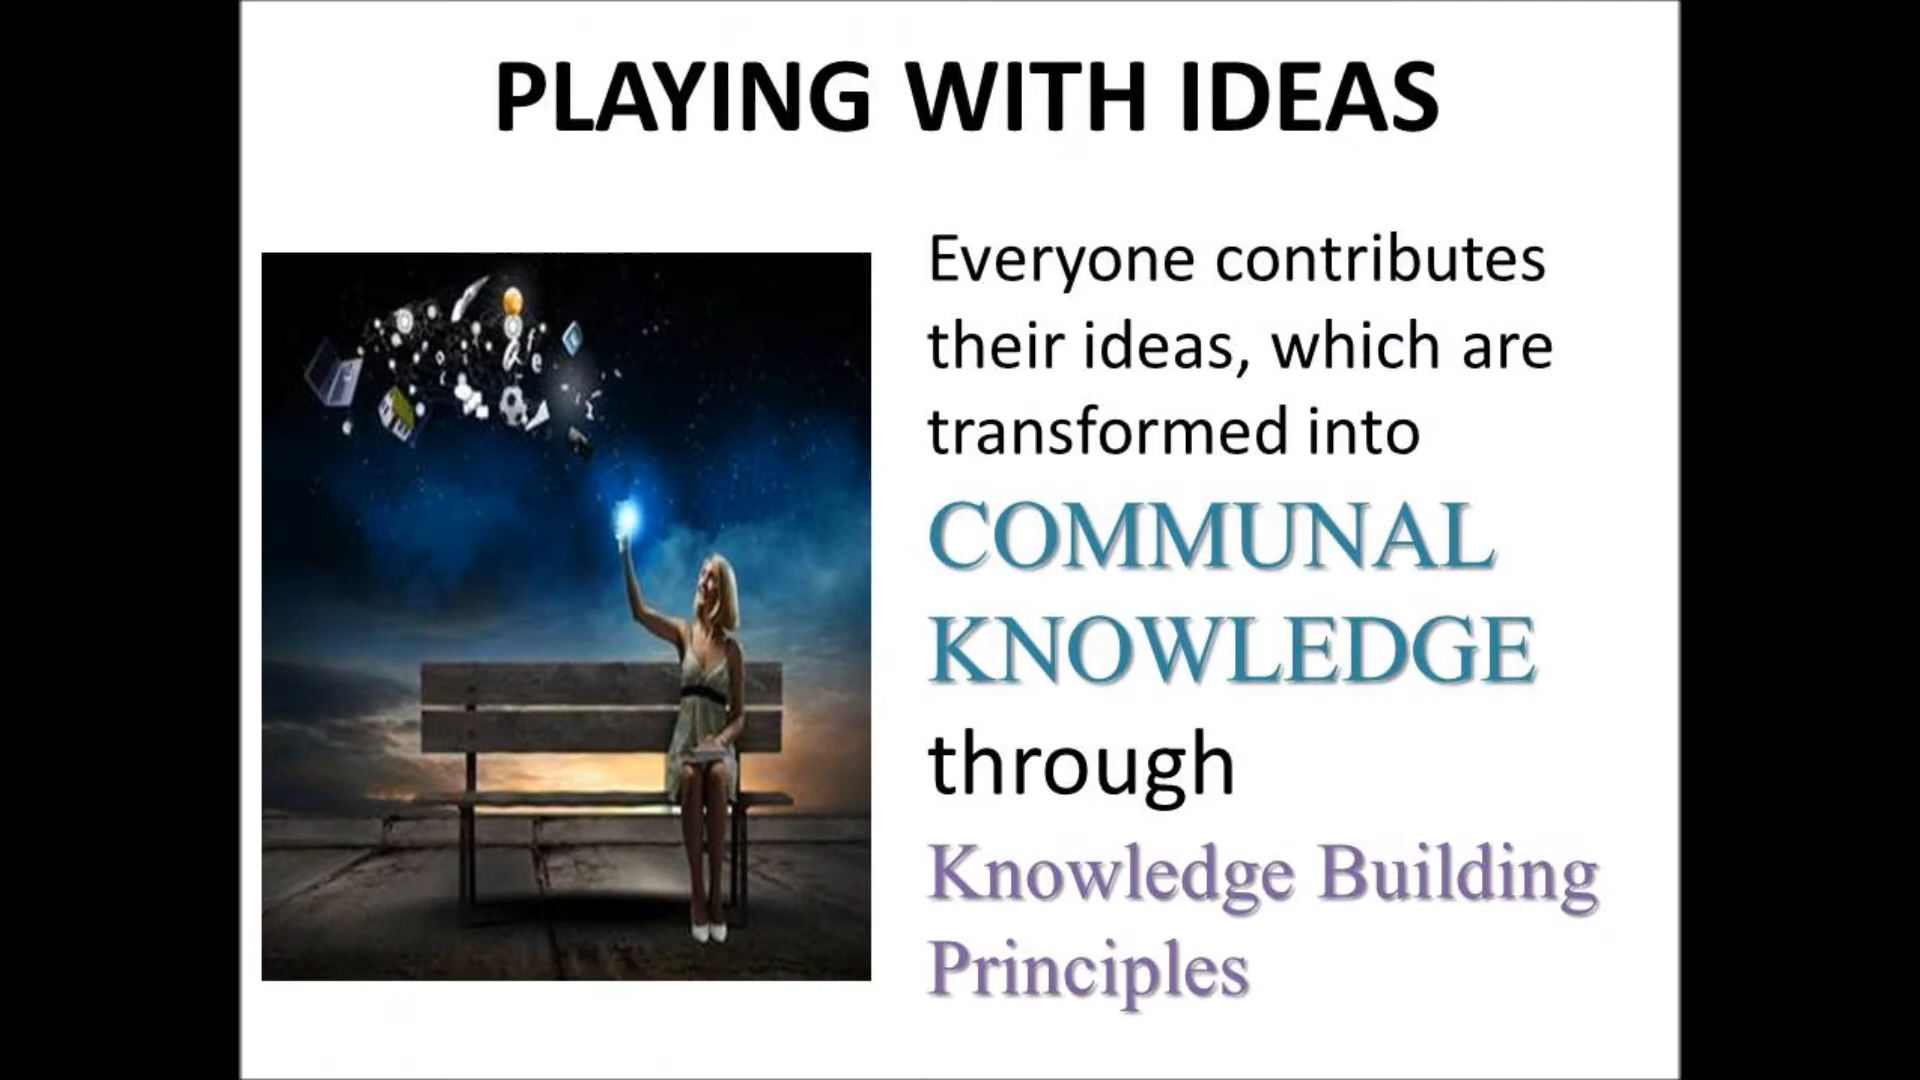 PLAYING WITH IDEAS
Everyone contributes
their ideas, which are
transformed into
COMMUNAL
KNOWLEDGE
through
Knowledge Building
Principles